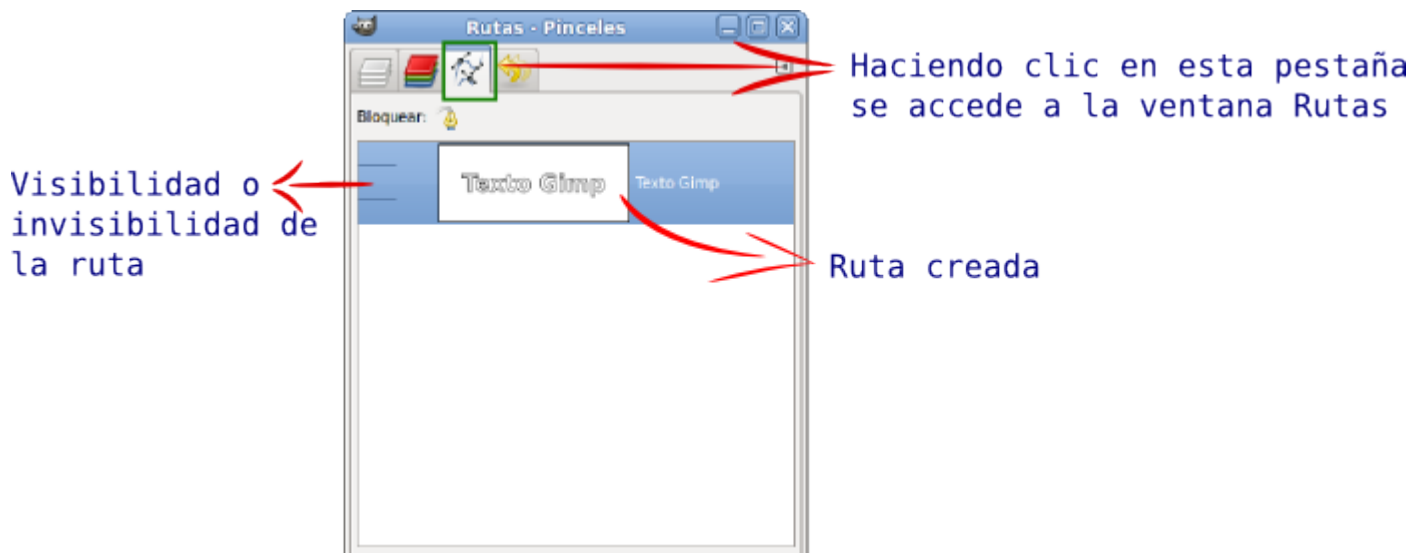 Rutas - Pinceles
Haciendo clic en esta pestaña
se accede a la ventana Rutas
Bloquear:
Visibilidad o
invisibilidad de
la ruta
Texto Gimp
Texto Gimp
Ruta creada